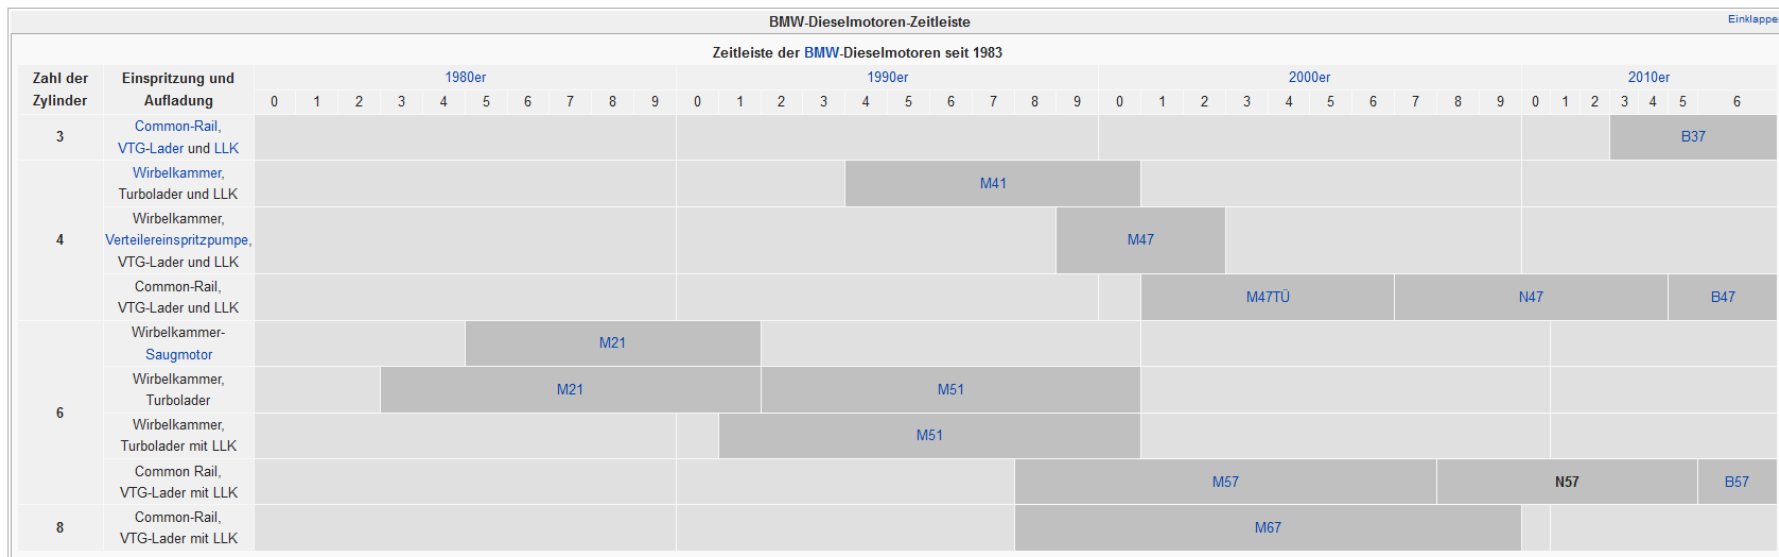 BMW-Dieselmotoren-Zeitleiste
Einklappe
Zeitleiste der BMW-Dieselmotoren seit 1983
Zahl der Zylinder
Einspritzung und Aufladung
1980er 1990er 2000er 2010er
0 1 2 3 4 5 6 7 8 9 0 1 2 3 4 5 6 7 8 9 0 1 2 3 4 5 6 7 8 9 0 1 2 3 4 5 6
3
Common-Rail,
VTG-Lader und LLK
B37
4
Wirbelkammer,
Turbolader und LLK
M41
Wirbelkammer,
Verteilereinspritzpumpe,
VTG-Lader und LLK
M47
Common-Rail,
VTG-Lader und LLK
M47TÜ N47 B47
6
Wirbelkammer-
Saugmotor
M21
Wirbelkammer,
Turbolader
M21 M51
Wirbelkammer,
Turbolader mit LLK
M51
Common Rail,
VTG-Lader mit LLK
M57 N57 B57
8
Common-Rail,
VTG-Lader mit LLK
M67